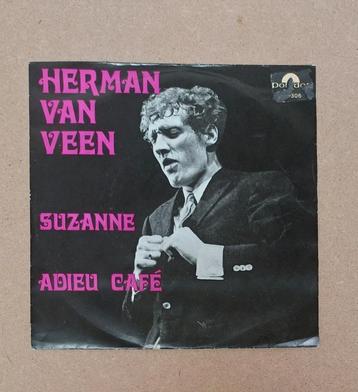 HERMAN
VAN
VEEN
SUZANNE
ADIEU CAFÉ